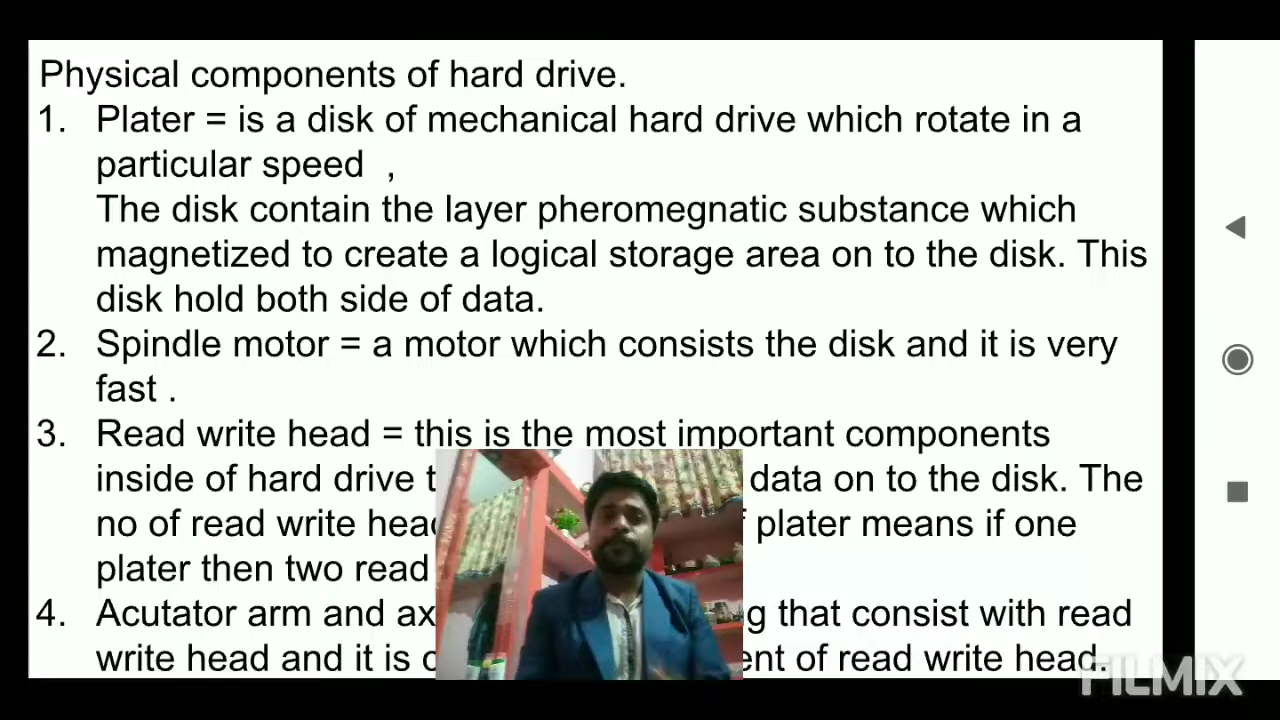 Physical components of hard drive.
1. Plater = is a disk of mechanical hard drive which rotate in a
particular speed ,
The disk contain the layer pheromegnatic substance which
magnetized to create a logical storage area on to the disk. This
disk hold both side of data.
2. Spindle motor = a motor which consists the disk and it is very
fast .
3. Read write head = this is the most important components
inside of hard drive data on to the disk. The
no of read write plater means if one
plater then two read
4. Acutator arm and that consist with read
write head and it is of read write head.
FILMIX